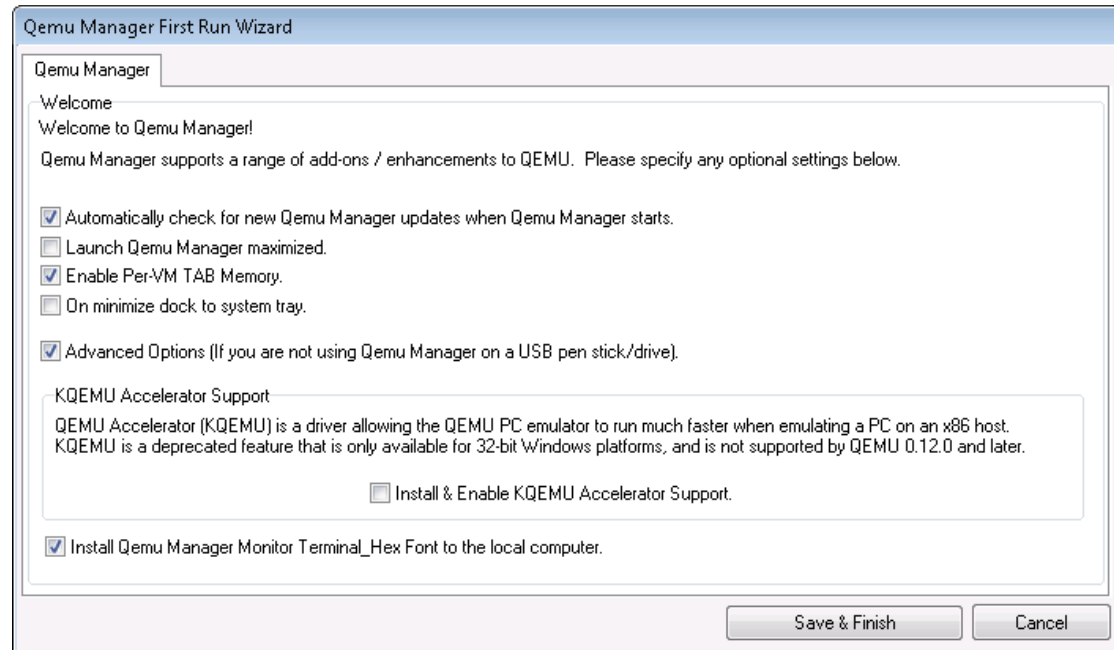 Qemu Manager First Run Wizard
Qemu Manager
Welcome
Welcome to Qemu Manager!
Qemu Manager supports a range of add-ons / enhancements to QEMU.  Please specify any optional settings below.
Automatically check for new Qemu Manager updates when Qemu Manager starts.
Launch Qemu Manager maximized.
Enable Per-VM TAB Memory.
On minimize dock to system tray.
Advanced Options (If you are not using Qemu Manager on a USB pen stick/drive).
KQEMU Accelerator Support
QEMU Accelerator (KQEMU) is a driver allowing the QEMU PC emulator to run much faster when emulating a PC on an x86 host.
KQEMU is a deprecated feature that is only available for 32-bit Windows platforms, and is not supported by QEMU 0.12.0 and later.
Install & Enable KQEMU Accelerator Support.
Install Qemu Manager Monitor Terminal_Hex Font to the local computer.
Save & Finish
Cancel